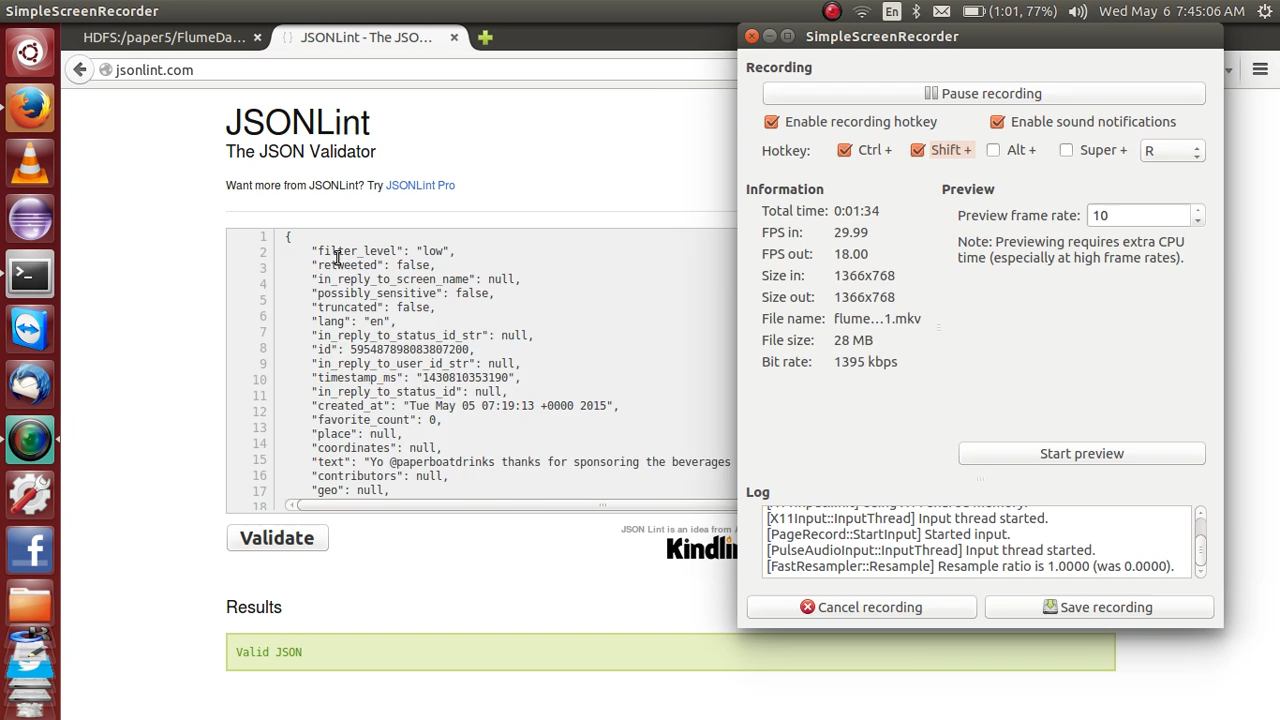 SimpleScreenRecorder
En
(1:01, 77%)
Wed May 6 7:45:06 AM
HDFS:/paper5/FlumeDa...
JSONLint - The JSO...
jsonlint.com
JSONLint
The JSON Validator
Want more from JSONLint? Try JSONLint Pro
1 {
2 "filter_level": "low",
3 "retweeted": false,
4 "in_reply_to_screen_name": null,
5 "possibly_sensitive": false,
6 "truncated": false,
7 "lang": "en",
8 "in_reply_to_status_id_str": null,
9 "id": 595487898083807200,
10 "in_reply_to_user_id_str": null,
11 "timestamp_ms": "1430810353190",
12 "in_reply_to_status_id": null,
13 "created_at": "Tue May 05 07:19:13 +0000 2015",
14 "favorite_count": 0,
15 "place": null,
16 "coordinates": null,
17 "text": "Yo @paperboatdrinks thanks for sponsoring the beverages
18 "contributors": null,
"geo": null,
Validate
JSON Lint is an idea from
Kindlin
Results
Valid JSON
SimpleScreenRecorder
Recording
Pause recording
Enable recording hotkey
Enable sound notifications
Hotkey: Ctrl + Shift + Alt + Super + R
Information
Total time: 0:01:34
FPS in: 29.99
FPS out: 18.00
Size in: 1366x768
Size out: 1366x768
File name: flume...1.mkv
File size: 28 MB
Bit rate: 1395 kbps
Preview
Preview frame rate: 10
Note: Previewing requires extra CPU
time (especially at high frame rates).
Start preview
Log
[X11Input::InputThread] Input thread started.
[PageRecord::StartInput] Started input.
[PulseAudioInput::InputThread] Input thread started.
[FastResampler::Resample] Resample ratio is 1.0000 (was 0.0000).
Cancel recording
Save recording